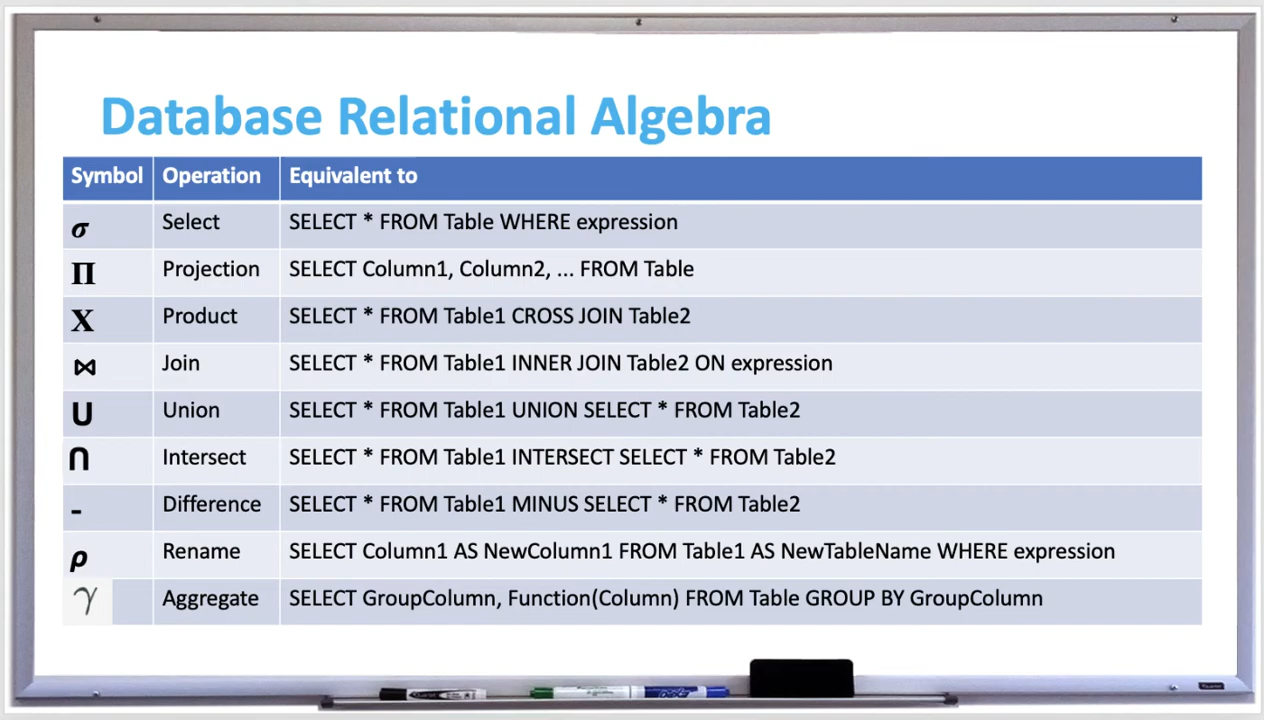 Database Relational Algebra
Symbol Operation Equivalent to
σ Select SELECT * FROM Table WHERE expression
Π Projection SELECT Column1, Column2, ... FROM Table
X Product SELECT * FROM Table1 CROSS JOIN Table2
⋈ Join SELECT * FROM Table1 INNER JOIN Table2 ON expression
U Union SELECT * FROM Table1 UNION SELECT * FROM Table2
∩ Intersect SELECT * FROM Table1 INTERSECT SELECT * FROM Table2
- Difference SELECT * FROM Table1 MINUS SELECT * FROM Table2
ρ Rename SELECT Column1 AS NewColumn1 FROM Table1 AS NewTableName WHERE expression
γ Aggregate SELECT GroupColumn, Function(Column) FROM Table GROUP BY GroupColumn